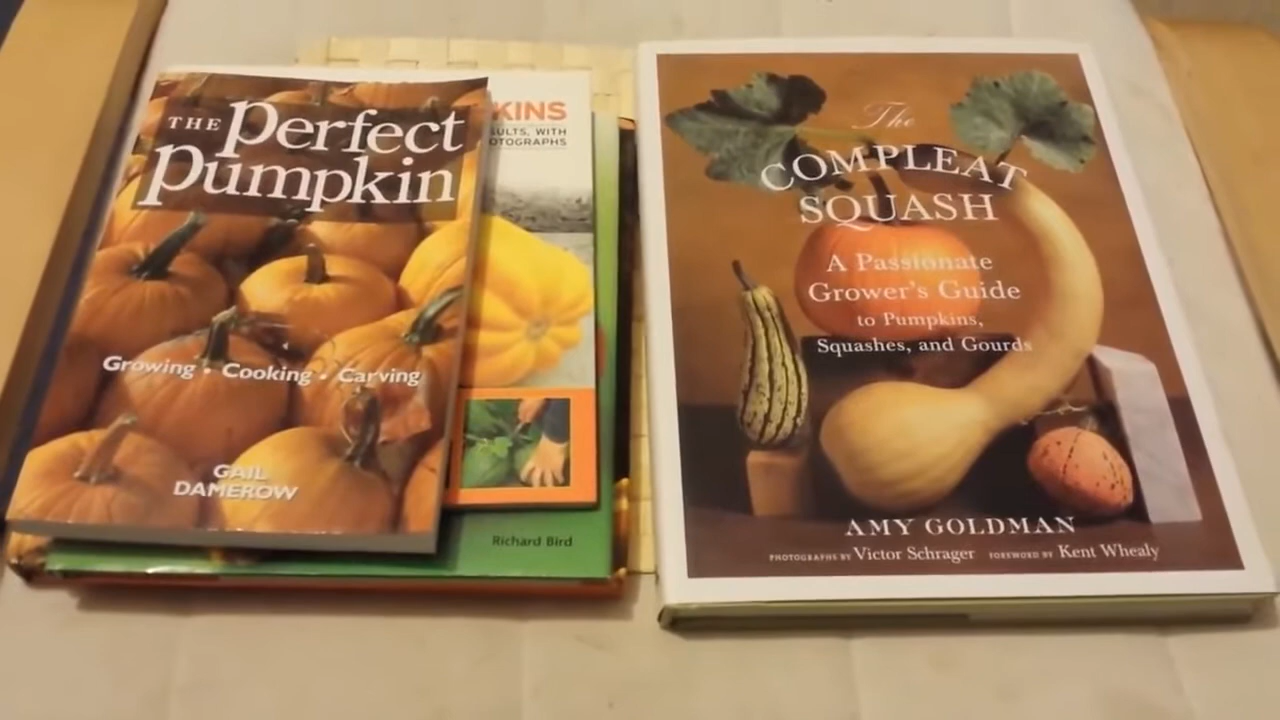 THE Perfect
Pumpkin
Growing • Cooking • Carving
GAIL
DAMEROW
KINS
ULTS, WITH
OTOGRAPHS
Richard Bird
The
COMPLEAT
SQUASH
A Passionate
Grower's Guide
to Pumpkins,
Squashes, and Gourds
AMY GOLDMAN
PHOTOGRAPHS BY Victor Schrager FOREWORD BY Kent Whealy